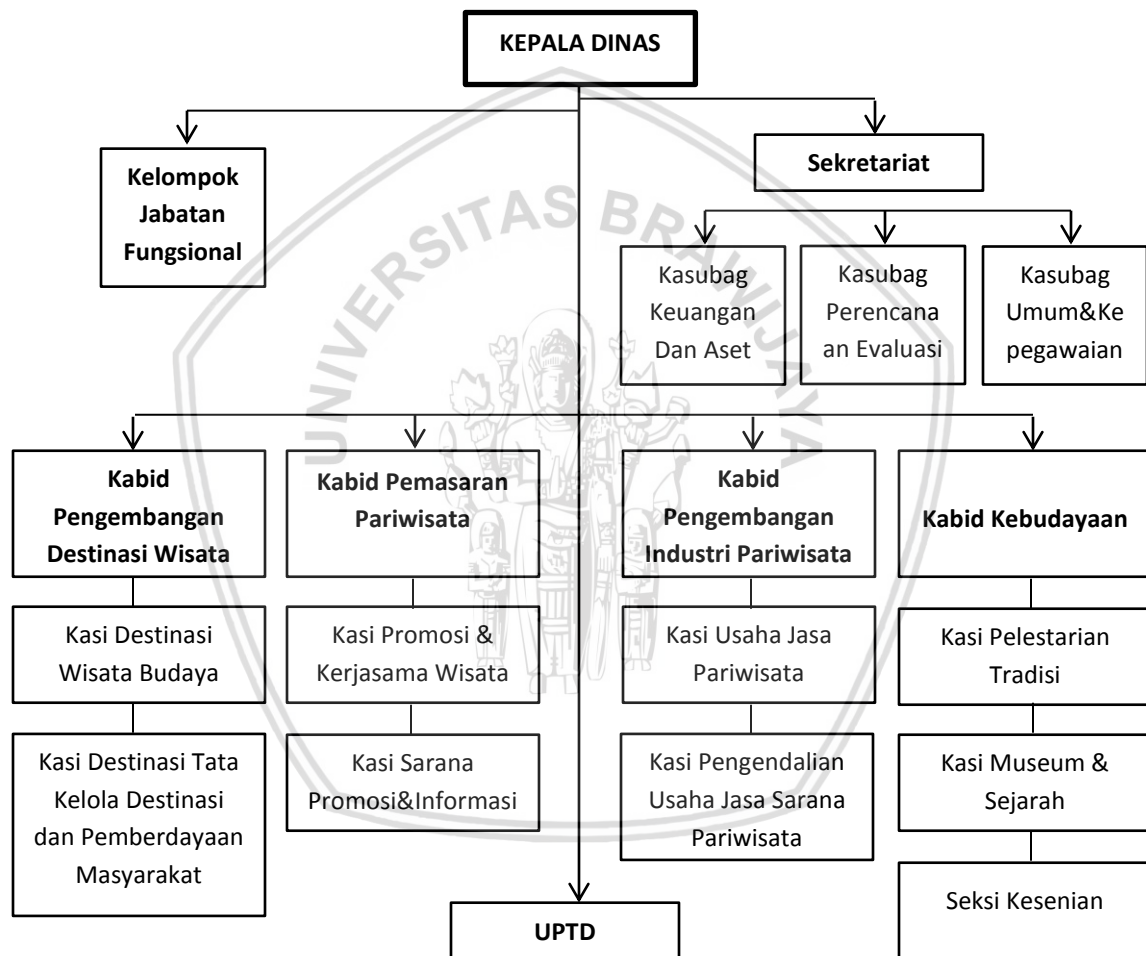 KEPALA DINAS
Kelompok
Jabatan
Fungsional
Sekretariat
Kasubag
Keuangan
Dan Aset
Kasubag
Perencana
an Evaluasi
Kasubag
Umum&Ke
pegawaian
UNIVERSITAS BRAWIJAYA
Kabid
Pengembangan
Destinasi Wisata
Kabid Pemasaran
Pariwisata
Kabid
Pengembangan
Industri Pariwisata
Kabid Kebudayaan
Kasi Destinasi
Wisata Budaya
Kasi Promosi &
Kerjasama Wisata
Kasi Usaha Jasa
Pariwisata
Kasi Pelestarian
Tradisi
Kasi Destinasi Tata
Kelola Destinasi
dan Pemberdayaan
Masyarakat
Kasi Sarana
Promosi&Informasi
Kasi Pengendalian
Usaha Jasa Sarana
Pariwisata
Kasi Museum &
Sejarah
Seksi Kesenian
UPTD